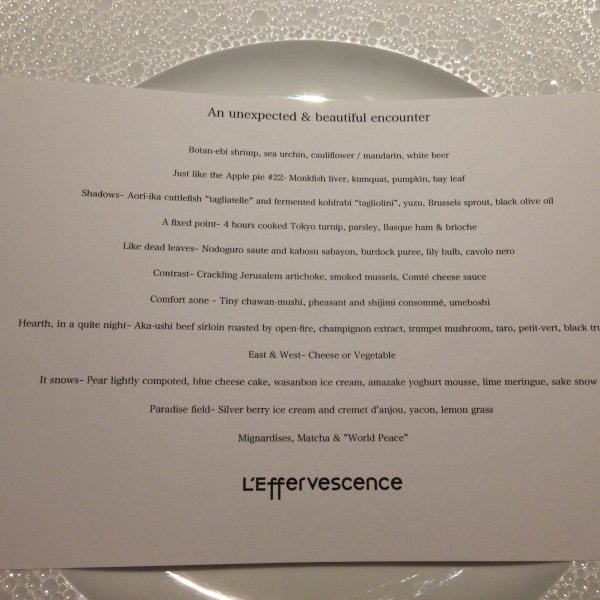 An unexpected & beautiful encounter
Botan-ebi shrimp, sea urchin, cauliflower / mandarin, white beer
Just like the Apple pie #22- Monkfish liver, kumquat, pumpkin, bay leaf
Shadows- Aori-ika cuttlefish "tagliatelle" and fermented kohlrabi "tagliolini", yuzu, Brussels sprout, black olive oil
A fixed point- 4 hours cooked Tokyo turnip, parsley, Basque ham & brioche
Like dead leaves- Nodoguro saute and kabosu sabayon, burdock puree, lily bulb, cavolo nero
Contrast- Crackling Jerusalem artichoke, smoked mussels, Comté cheese sauce
Comfort zone - Tiny chawan-mushi, pheasant and shijimi consommé, umeboshi
Hearth, in a quite night- Aka-ushi beef sirloin roasted by open-fire, champignon extract, trumpet mushroom, taro, petit-vert, black tru
East & West- Cheese or Vegetable
It snows- Pear lightly compoted, blue cheese cake, wasanbon ice cream, amazake yoghurt mousse, lime meringue, sake snow
Paradise field- Silver berry ice cream and cremet d'anjou, yacon, lemon grass
Mignardises, Matcha & "World Peace"
L'Effervescence